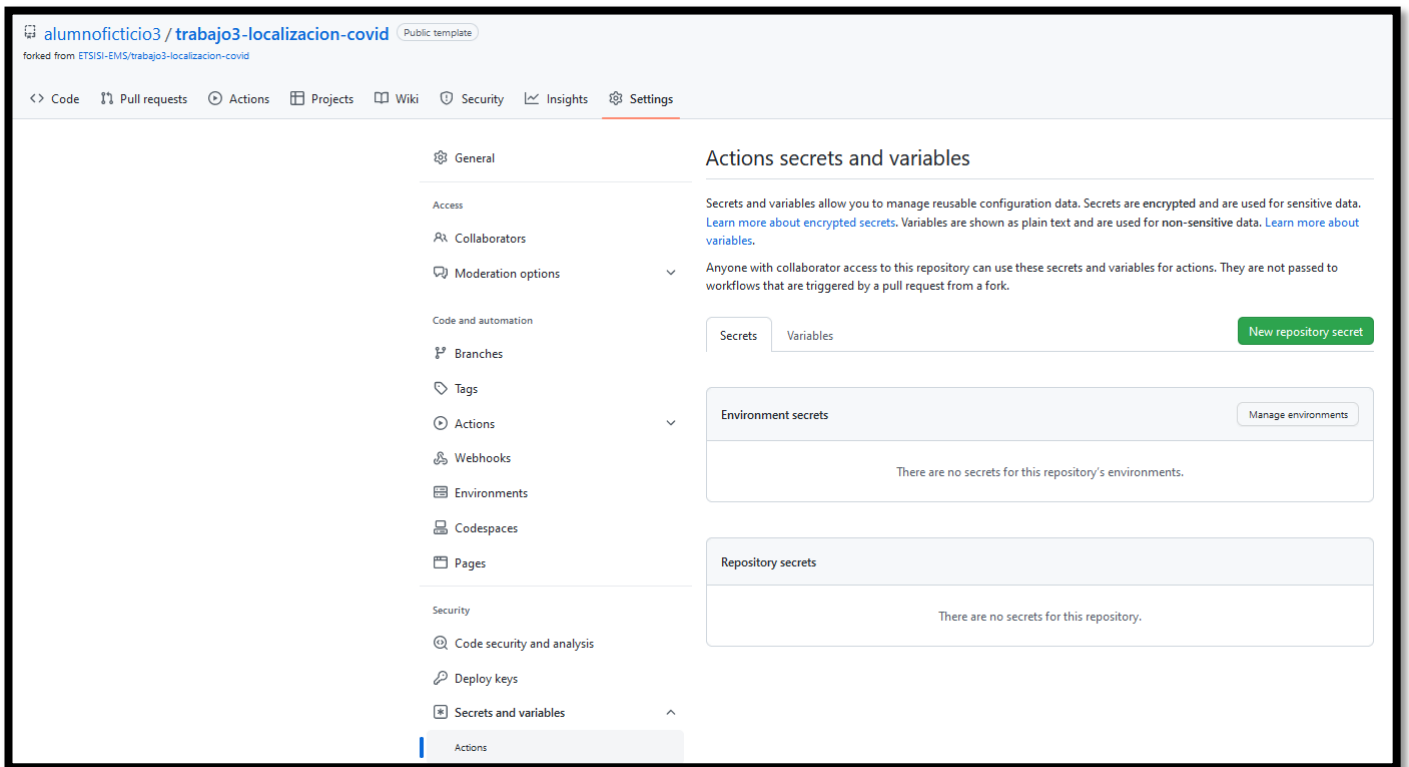 alumnoficticio3 / trabajo3-localizacion-covid Public template
forked from ETSISI-EMS/trabajo3-localizacion-covid
Code Pull requests Actions Projects Wiki Security Insights Settings
General
Access
Collaborators
Moderation options
Code and automation
Branches
Tags
Actions
Webhooks
Environments
Codespaces
Pages
Security
Code security and analysis
Deploy keys
Secrets and variables
Actions
Actions secrets and variables
Secrets and variables allow you to manage reusable configuration data. Secrets are encrypted and are used for sensitive data.
Learn more about encrypted secrets. Variables are shown as plain text and are used for non-sensitive data. Learn more about
variables.
Anyone with collaborator access to this repository can use these secrets and variables for actions. They are not passed to
workflows that are triggered by a pull request from a fork.
Secrets Variables New repository secret
Environment secrets Manage environments
There are no secrets for this repository's environments.
Repository secrets
There are no secrets for this repository.